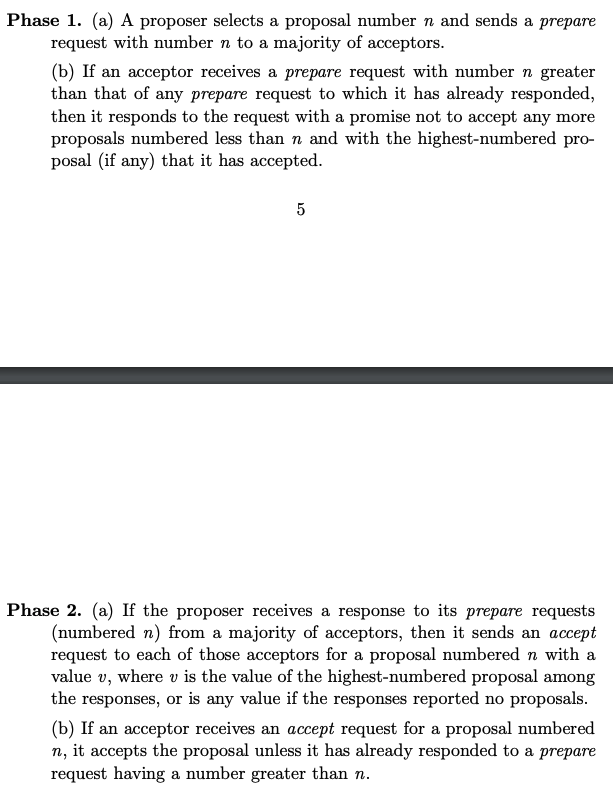 Phase 1. (a) A proposer selects a proposal number n and sends a prepare
request with number n to a majority of acceptors.
(b) If an acceptor receives a prepare request with number n greater
than that of any prepare request to which it has already responded,
then it responds to the request with a promise not to accept any more
proposals numbered less than n and with the highest-numbered pro-
posal (if any) that it has accepted.
5
Phase 2. (a) If the proposer receives a response to its prepare requests
(numbered n) from a majority of acceptors, then it sends an accept
request to each of those acceptors for a proposal numbered n with a
value v, where v is the value of the highest-numbered proposal among
the responses, or is any value if the responses reported no proposals.
(b) If an acceptor receives an accept request for a proposal numbered
n, it accepts the proposal unless it has already responded to a prepare
request having a number greater than n.